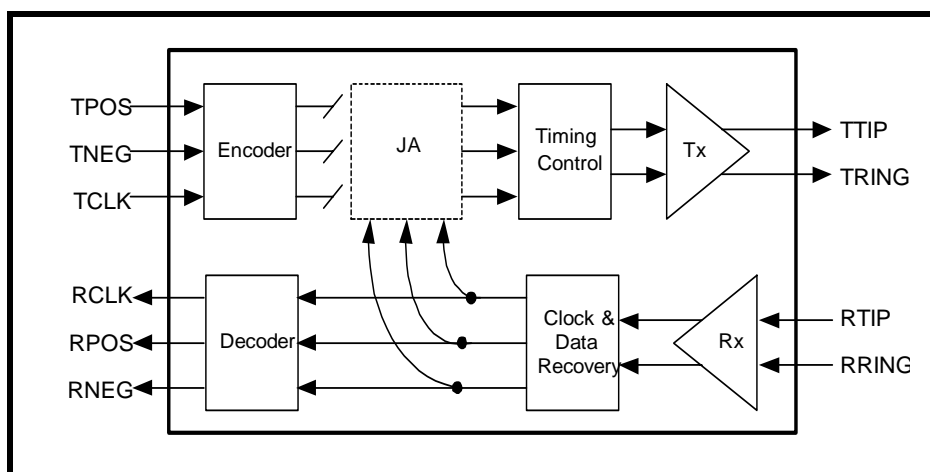 TPOS
TNEG
TCLK
Encoder
JA
Timing
Control
Tx
TTIP
TRING
RCLK
RPOS
RNEG
Decoder
Clock &
Data
Recovery
Rx
RTIP
RRING